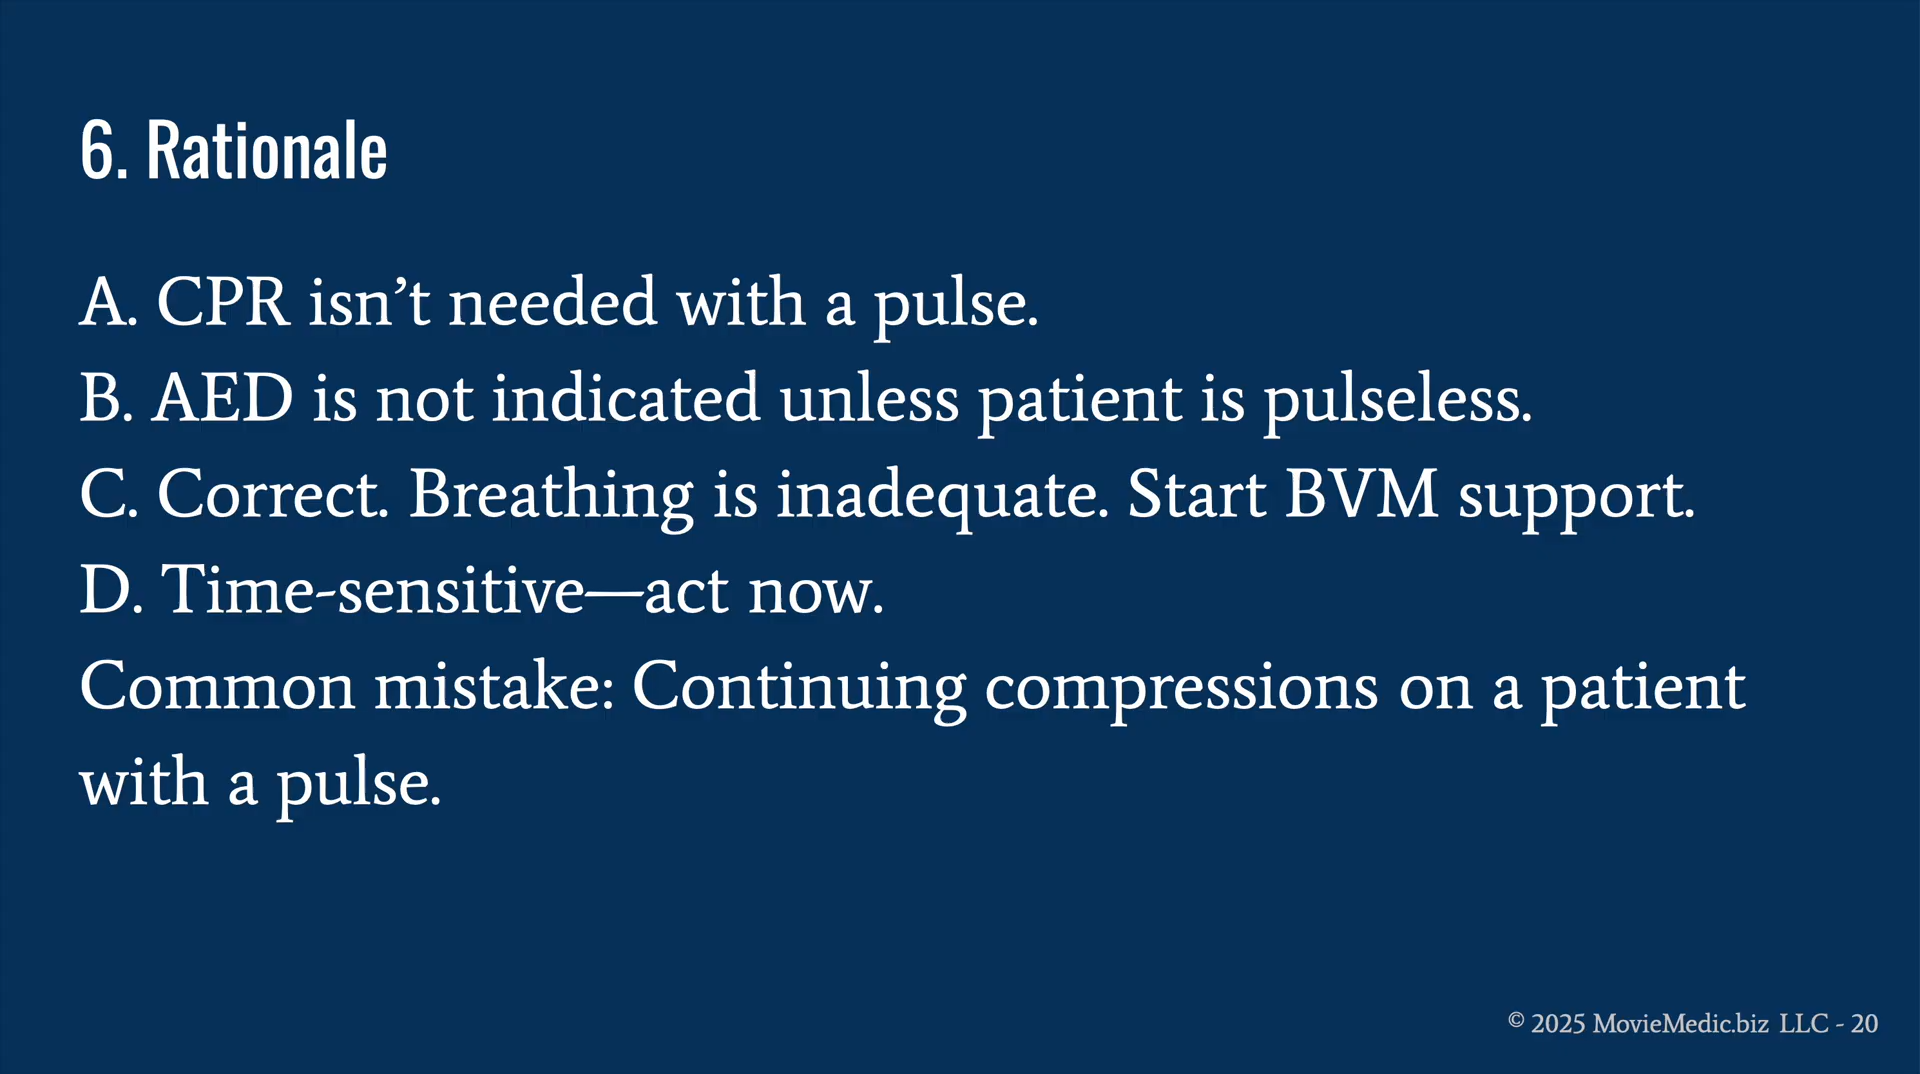 6. Rationale
A. CPR isn’t needed with a pulse.
B. AED is not indicated unless patient is pulseless.
C. Correct. Breathing is inadequate. Start BVM support.
D. Time-sensitive—act now.
Common mistake: Continuing compressions on a patient
with a pulse.
© 2025 MovieMedic.biz LLC - 20